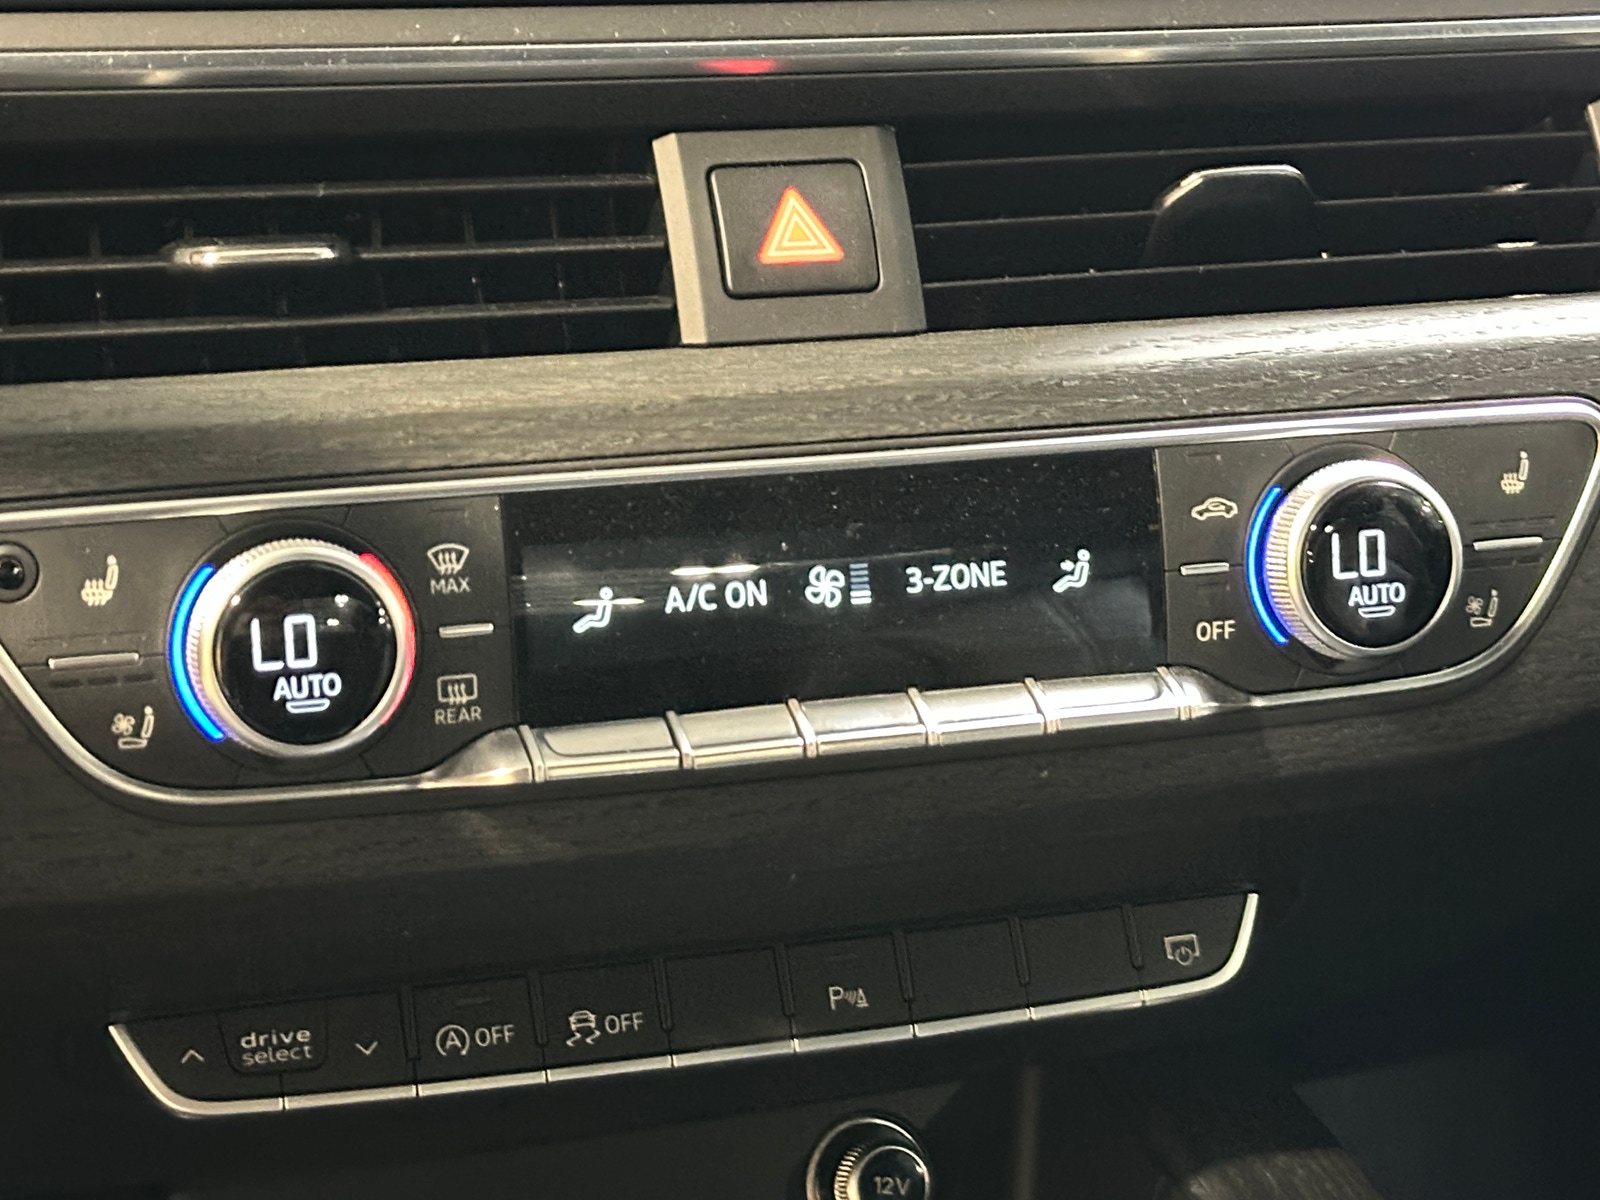 MAX
REAR
LO
AUTO
A/C ON
3-ZONE
OFF
LO
AUTO
drive
select
A OFF
OFF
P
12V